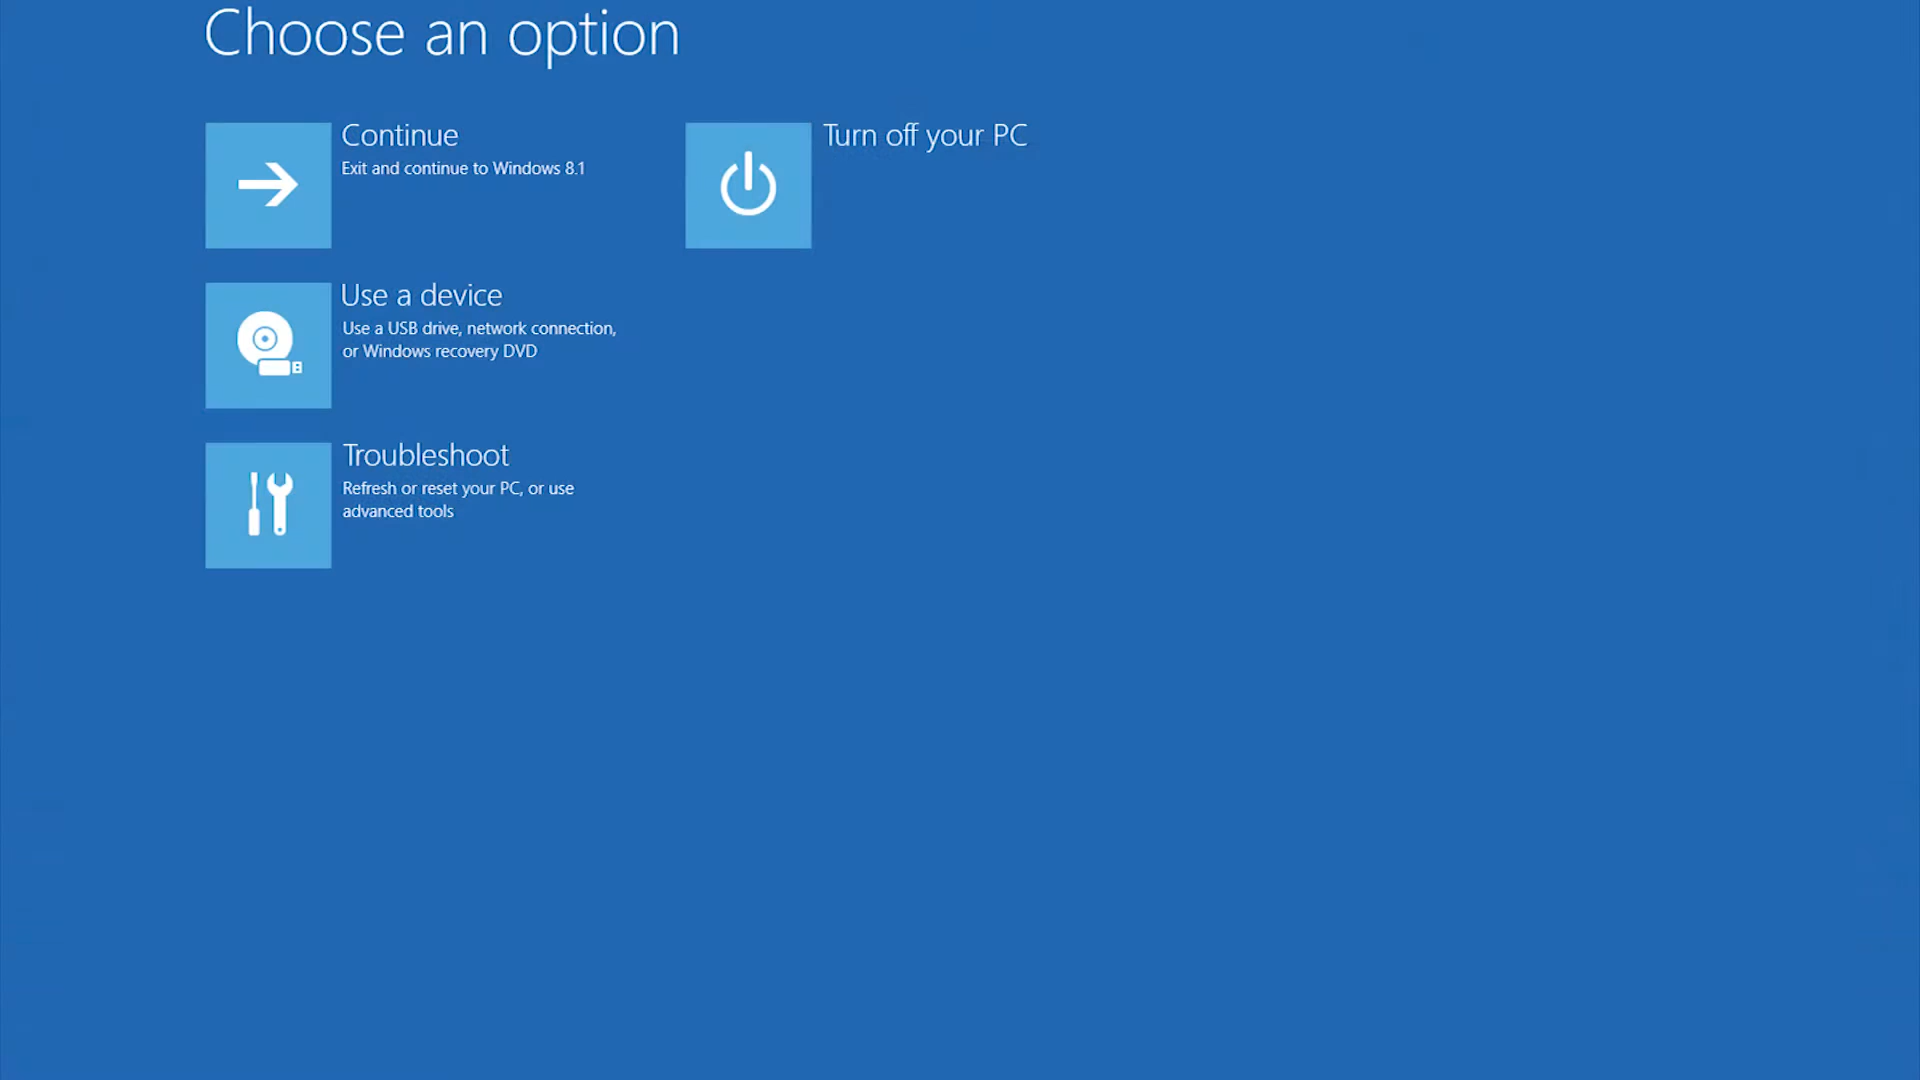 Choose an option
Continue
Exit and continue to Windows 8.1
Turn off your PC
Use a device
Use a USB drive, network connection,
or Windows recovery DVD
Troubleshoot
Refresh or reset your PC, or use
advanced tools